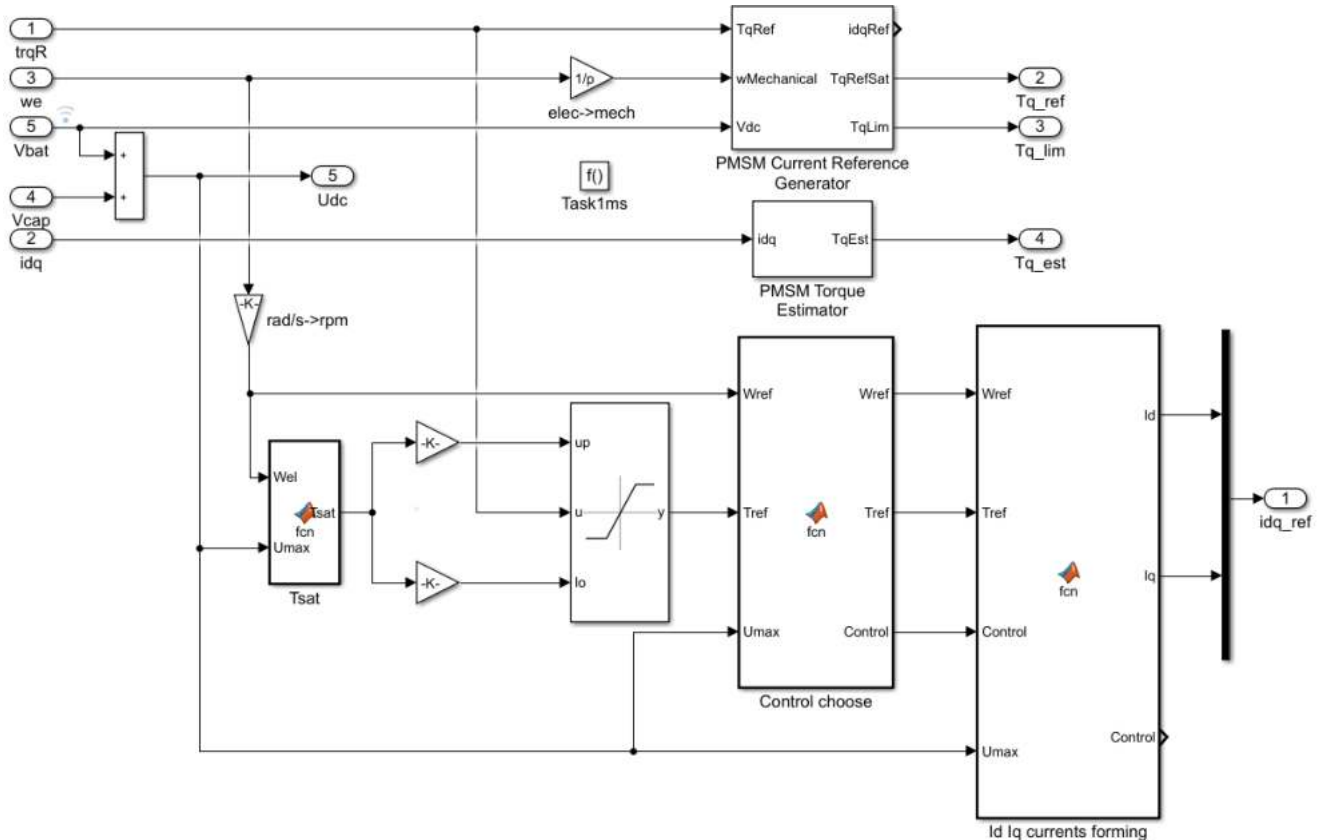 1
trqR
3
we
5
Vbat
4
Vcap
2
idq
+
+
5
Udc
1/p
elec->mech
TqRef
idqRef
wMechanical
TqRefSat
Vdc
TqLim
PMSM Current Reference
Generator
2
Tq_ref
3
Tq_lim
f()
Task1ms
idq
TqEst
PMSM Torque
Estimator
4
Tq_est
-K-
rad/s->rpm
Wel
Tsat
fcn
Umax
Tsat
-K-
-K-
up
u
y
lo
Wref
Wref
Tref
Tref
fcn
Umax
Control
Control choose
Wref
Id
Tref
Iq
fcn
Control
Control
Umax
Id Iq currents forming
1
idq_ref